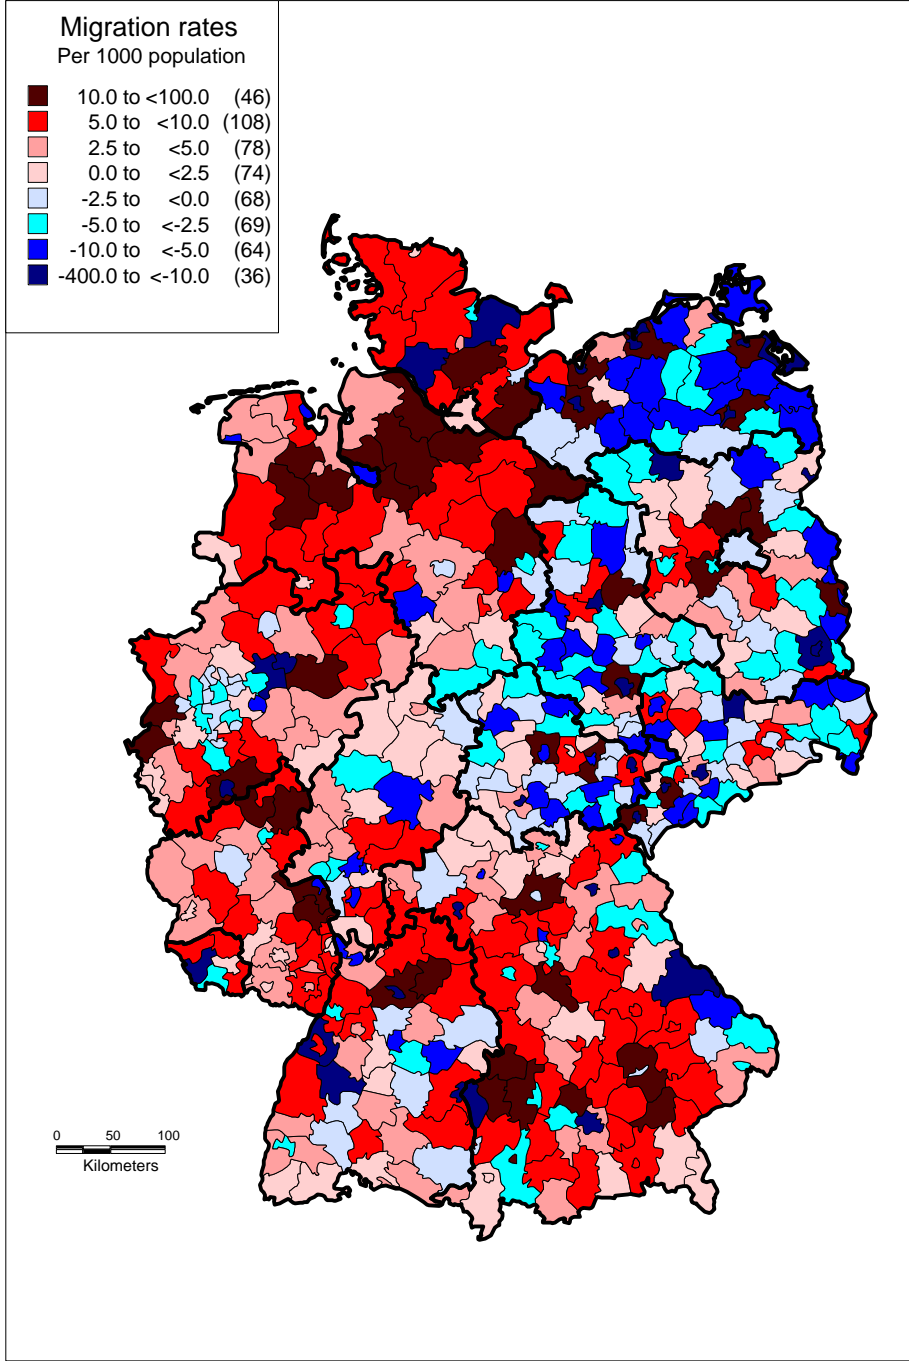 Migration rates
Per 1000 population
10.0 to <100.0 (46)
5.0 to <10.0 (108)
2.5 to <5.0 (78)
0.0 to <2.5 (74)
-2.5 to <0.0 (68)
-5.0 to <-2.5 (69)
-10.0 to <-5.0 (64)
-400.0 to <-10.0 (36)
0 50 100
Kilometers